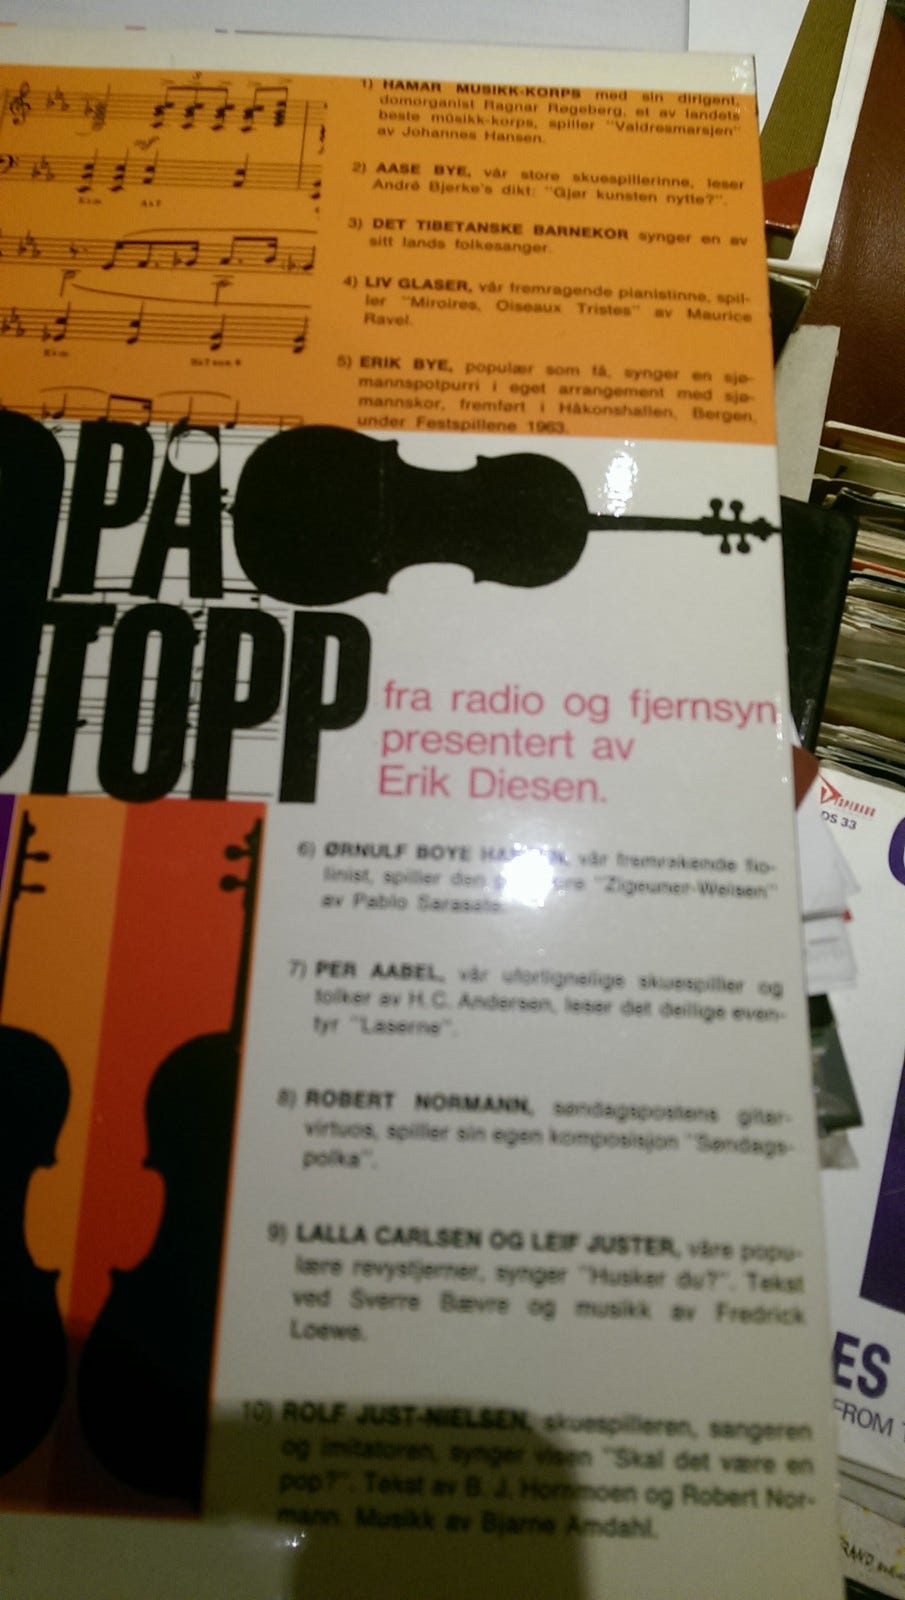 1) HAMAR MUSIKK-KORPS med sin dirigent,
domorganist Ragnar Røgeberg, et av landets
beste musikk-korps, spiller "Valdresmarsjen"
av Johannes Hansen.
2) AASE BYE, vår store skuespillerinne, leser
André Bjerke's dikt: "Gjør kunsten nytte?".
3) DET TIBETANSKE BARNEKOR synger en av
sitt lands folkesanger.
4) LIV GLASER, vår fremragende pianistinne, spil-
ler "Miroires, Oiseaux Tristes" av Maurice
Ravel.
5) ERIK BYE, populær som få, synger en sjø-
mannspotpurri i eget arrangement med sjø-
mannskor, fremført i Håkonshallen, Bergen,
under Festspillene 1963.
PÅ
TOPP
fra radio og fjernsyn
presentert av
Erik Diesen.
6) ØRNULF BOYE, vår fremrakende fio-
linist, spiller den "Zigeuner-Weisen"
av Pablo Sarasate.
7) PER AABEL, vår uforlignelige skuespiller og
tolker av H.C. Andersen, leser det deilige even-
tyr "Laserne".
8) ROBERT NORMANN, søndagspostens gitar-
virtuos, spiller sin egen komposisjon "Søndags-
polka".
9) LALLA CARLSEN OG LEIF JUSTER, våre popu-
lære revystjerner, synger "Husker du?". Tekst
ved Sverre Bævre og musikk av Fredrick
Loewe.
10) ROLF JUST-NIELSEN, skuespilleren, sangeren
og imitatoren, synger visen "Skal det være en
pop?". Tekst av B. J. Hornmoen og Robert Nor-
mann. Musikk av Bjarne Amdahl.
DS 33
ES
FROM